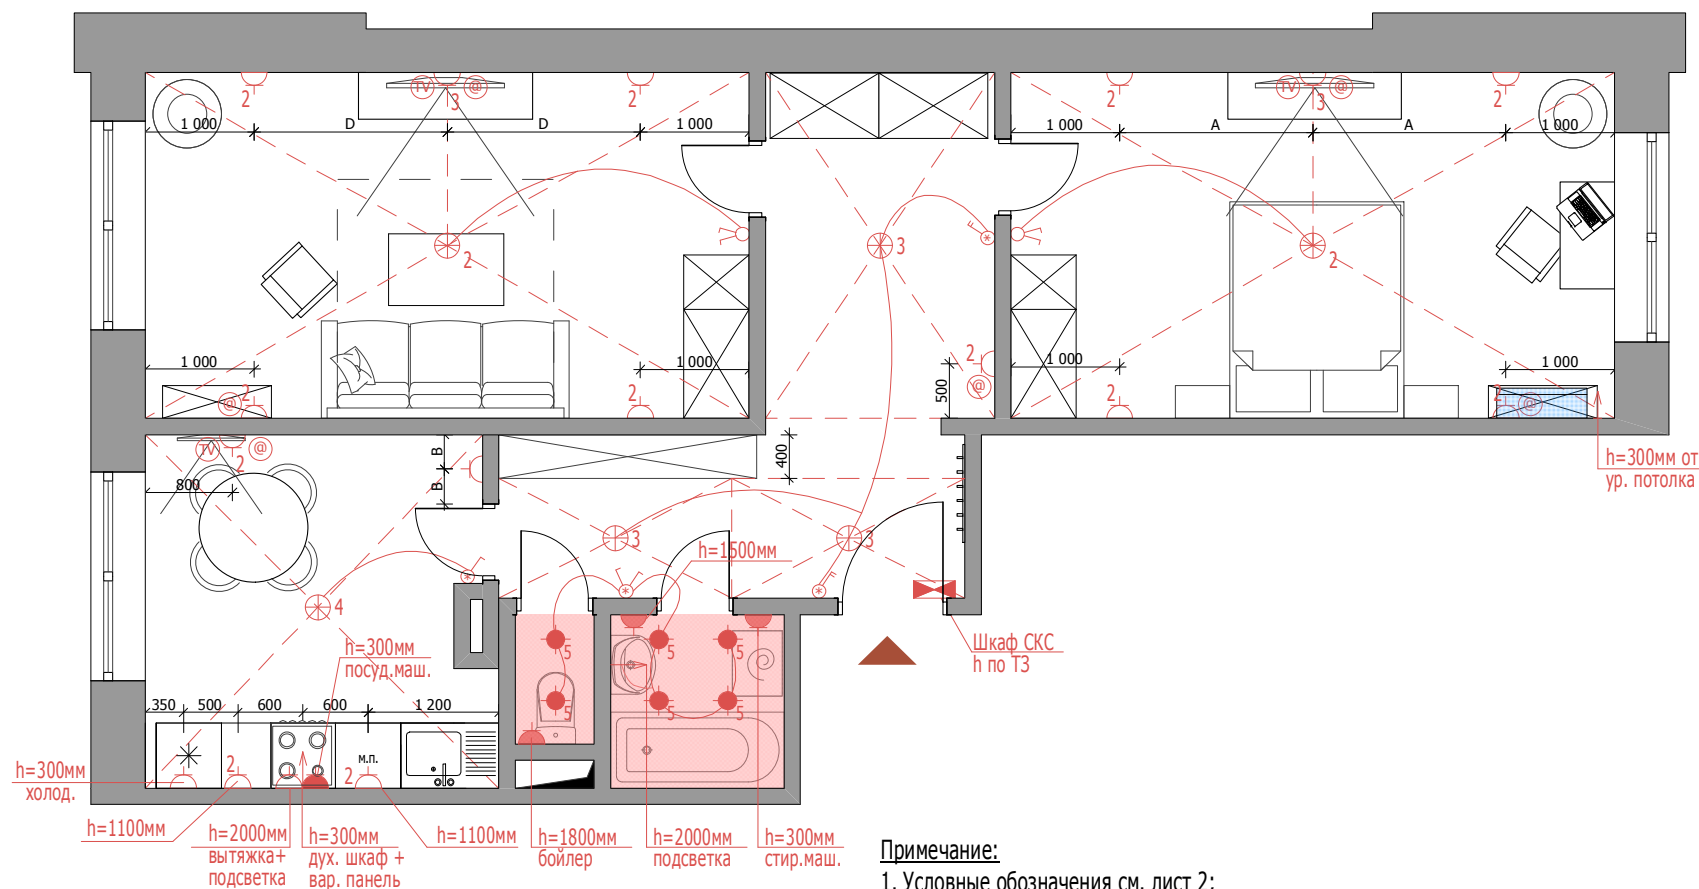 2
TV
3
@
2
2
TV
3
@
2
1 000
D
D
1 000
1 000
A
A
1 000
2
3
2
1 000
1 000
2
@
500
1 000
1 000
@
2
2
2
2
@
h=300мм от
ур. потолка
TV
@
2
B
B
400
800
3
3
h=1500мм
4
Шкаф СКС
h по ТЗ
h=300мм
посуд.маш.
5
5
5
5
5
5
350
500
600
600
1 200
2
м.п.
2
h=300мм
холод.
h=1100мм
h=2000мм
вытяжка+
подсветка
h=300мм
дух. шкаф +
вар. панель
h=1100мм
h=1800мм
бойлер
h=2000мм
подсветка
h=300мм
стир.маш.
Примечание:
1. Условные обозначения см. лист 2;